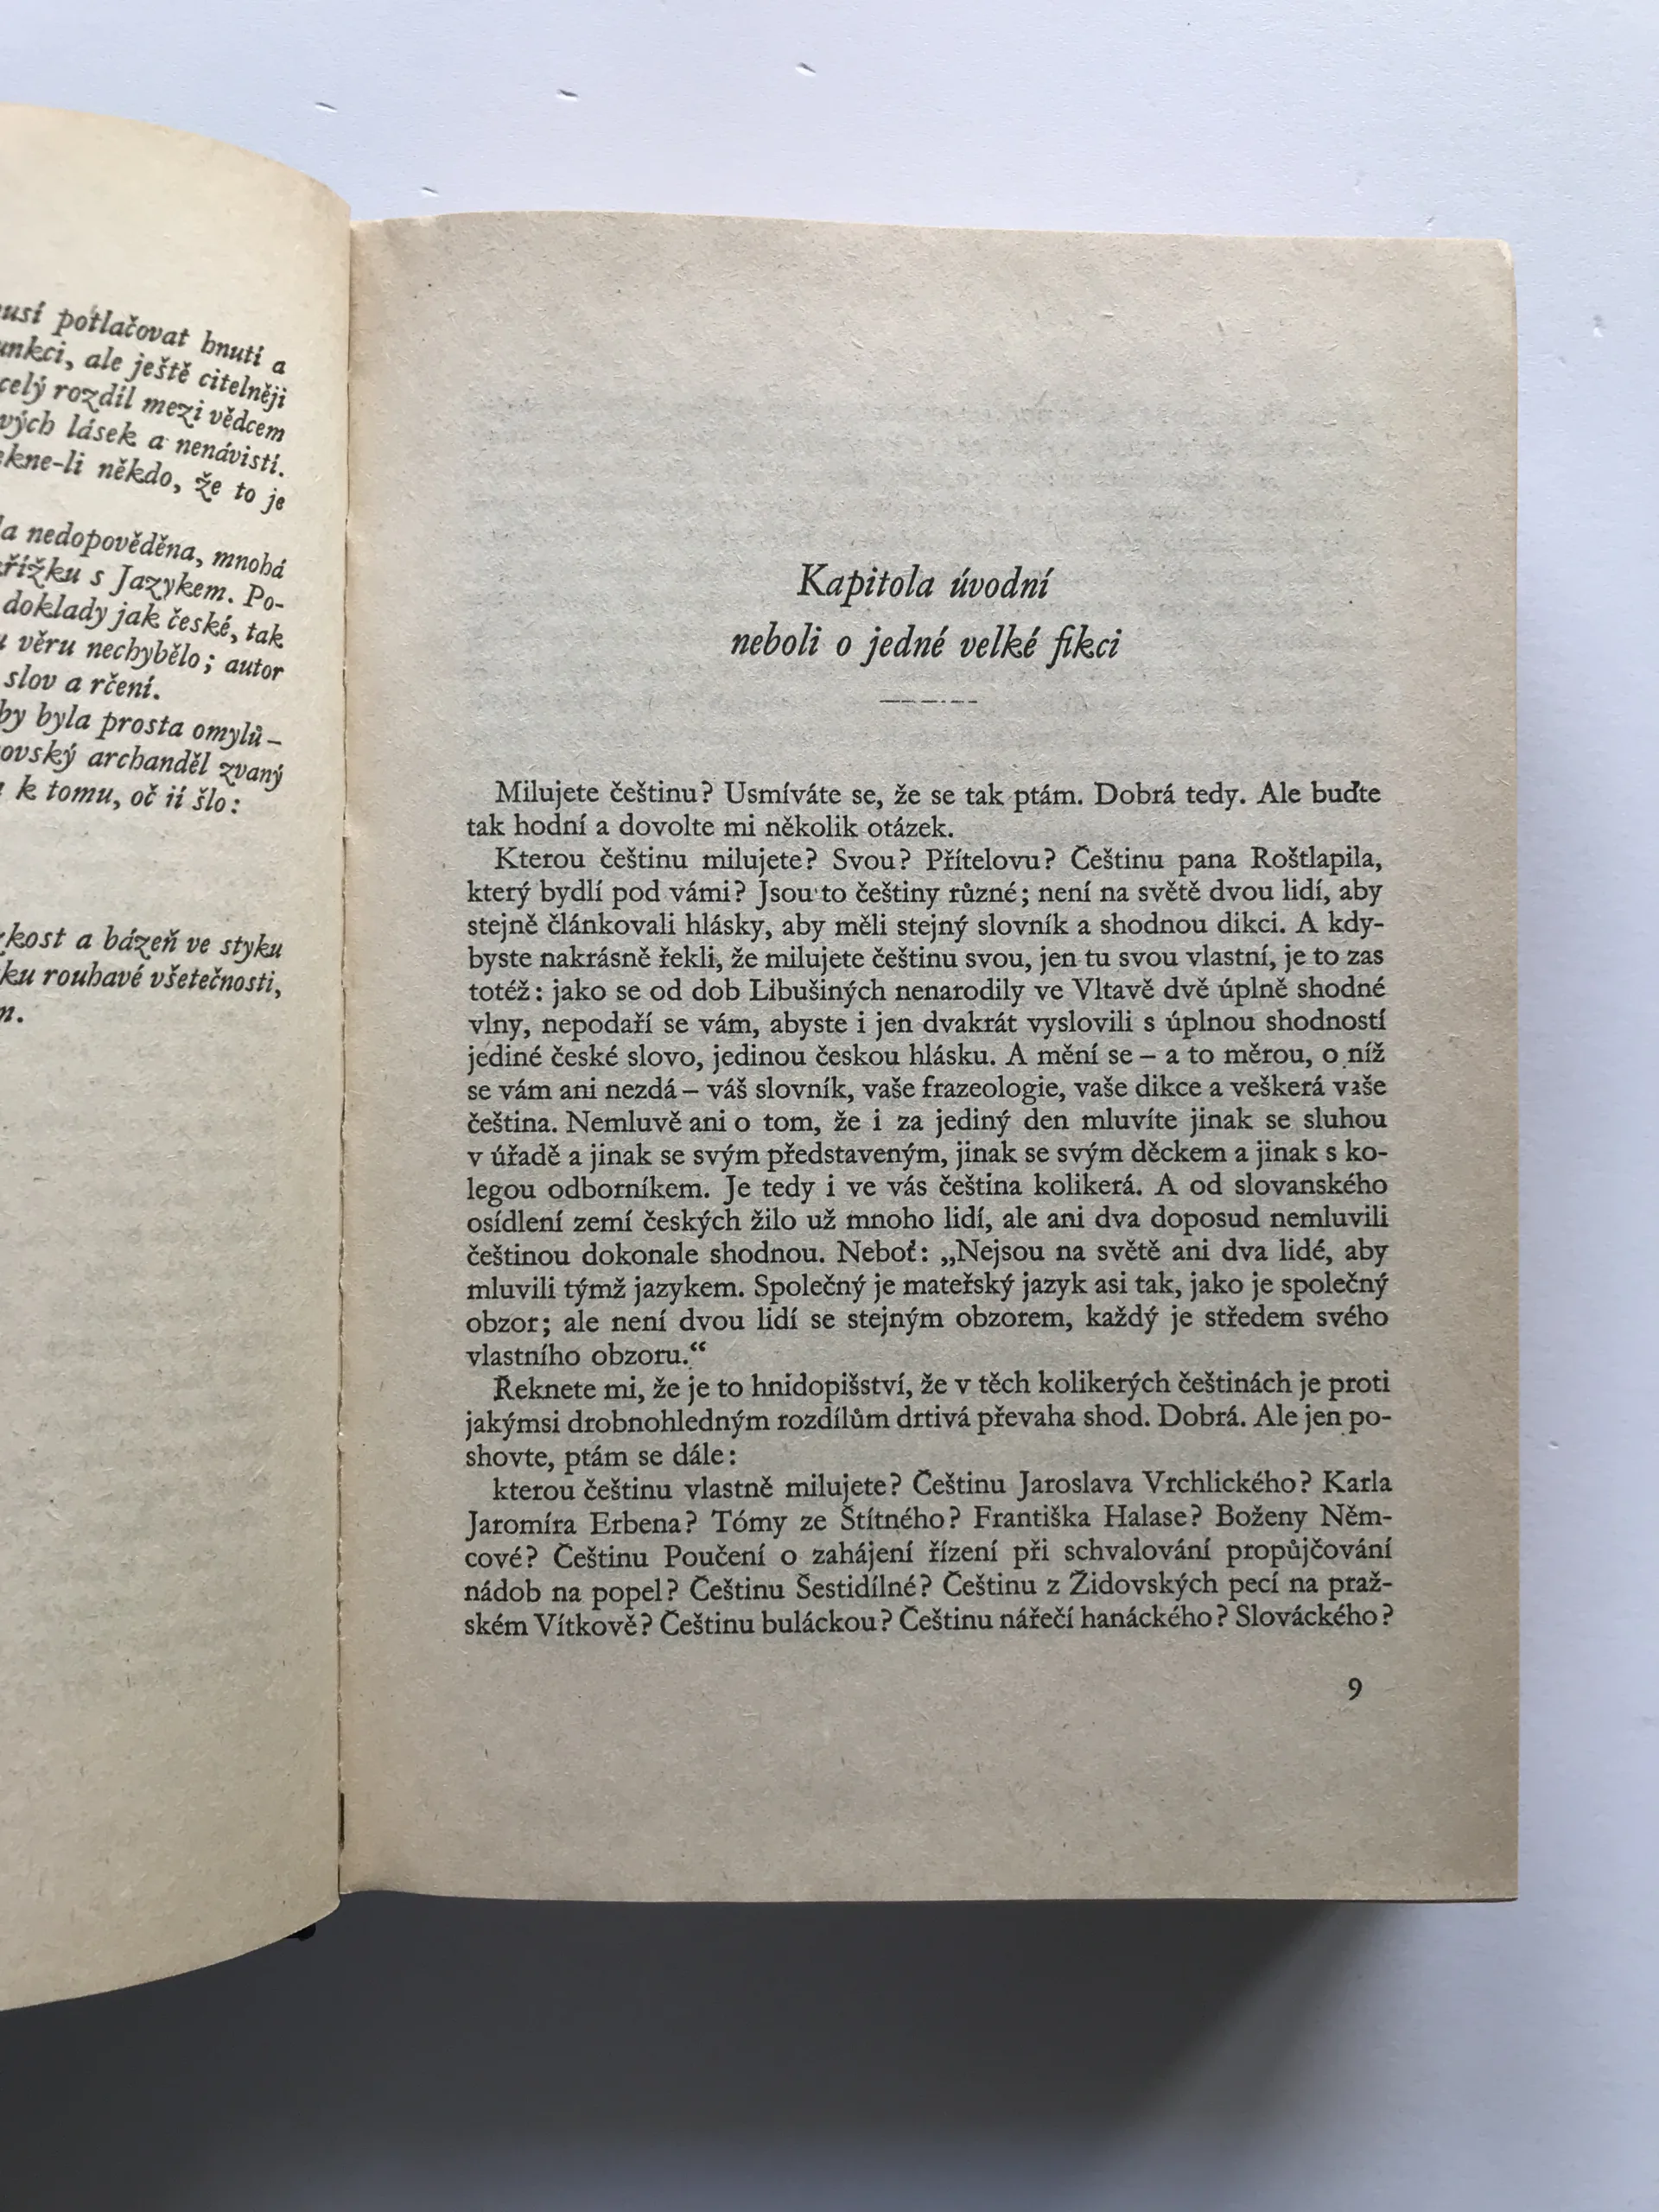 potlačovat hnutí a
ale ještě citelněji
celý rozdíl mezi vědcem
lásek a nenávistí.
někdo, že to je
nedopověděna, mnohá
s Jazykem. Po-
doklady jak české, tak
věru nechybělo; autor
slov a rčení.
byla prosta omylů–
archanděl zvaný
k tomu, oč jí šlo:
a bázeň ve styku
rouhavé všetečnosti,
Kapitola úvodní
neboli o jedné velké fikci
Milujete češtinu? Usmíváte se, že se tak ptám. Dobrá tedy. Ale buďte
tak hodní a dovolte mi několik otázek.
Kterou češtinu milujete? Svou? Přítelovu? Češtinu pana Roštlapila,
který bydlí pod vámi? Jsou to češtiny různé; není na světě dvou lidí, aby
stejně článkovali hlásky, aby měli stejný slovník a shodnou dikci. A kdy-
byste nakrásně řekli, že milujete češtinu svou, jen tu svou vlastní, je to zas
totéž: jako se od dob Libušiných nenarodily ve Vltavě dvě úplně shodné
vlny, nepodaří se vám, abyste i jen dvakrát vyslovili s úplnou shodností
jediné české slovo, jedinou českou hlásku. A mění se – a to měrou, o níž
se vám ani nezdá – váš slovník, vaše frazeologie, vaše dikce a veškerá vaše
čeština. Nemluvě ani o tom, že i za jediný den mluvíte jinak se sluhou
v úřadě a jinak se svým představeným, jinak se svým děckem a jinak s ko-
legou odborníkem. Je tedy i ve vás čeština kolikerá. A od slovanského
osídlení zemí českých žilo už mnoho lidí, ale ani dva doposud nemluvili
češtinou dokonale shodnou. Neboť: „Nejsou na světě ani dva lidé, aby
mluvili týmž jazykem. Společný je mateřský jazyk asi tak, jako je společný
obzor; ale není dvou lidí se stejným obzorem, každý je středem svého
vlastního obzoru.“
Řeknete mi, že je to hnidopišství, že v těch kolikerých češtinách je proti
jakýmsi drobnohledným rozdílům drtivá převaha shod. Dobrá. Ale jen po-
shovte, ptám se dále:
kterou češtinu vlastně milujete? Češtinu Jaroslava Vrchlického? Karla
Jaromíra Erbena? Tómy ze Štítného? Františka Halase? Boženy Něm-
cové? Češtinu Poučení o zahájení řízení při schvalování propůjčování
nádob na popel? Češtinu Šestidílné? Češtinu z Židovských pecí na praž-
ském Vítkově? Češtinu buláckou? Češtinu nářečí hanáckého? Slováckého?
9